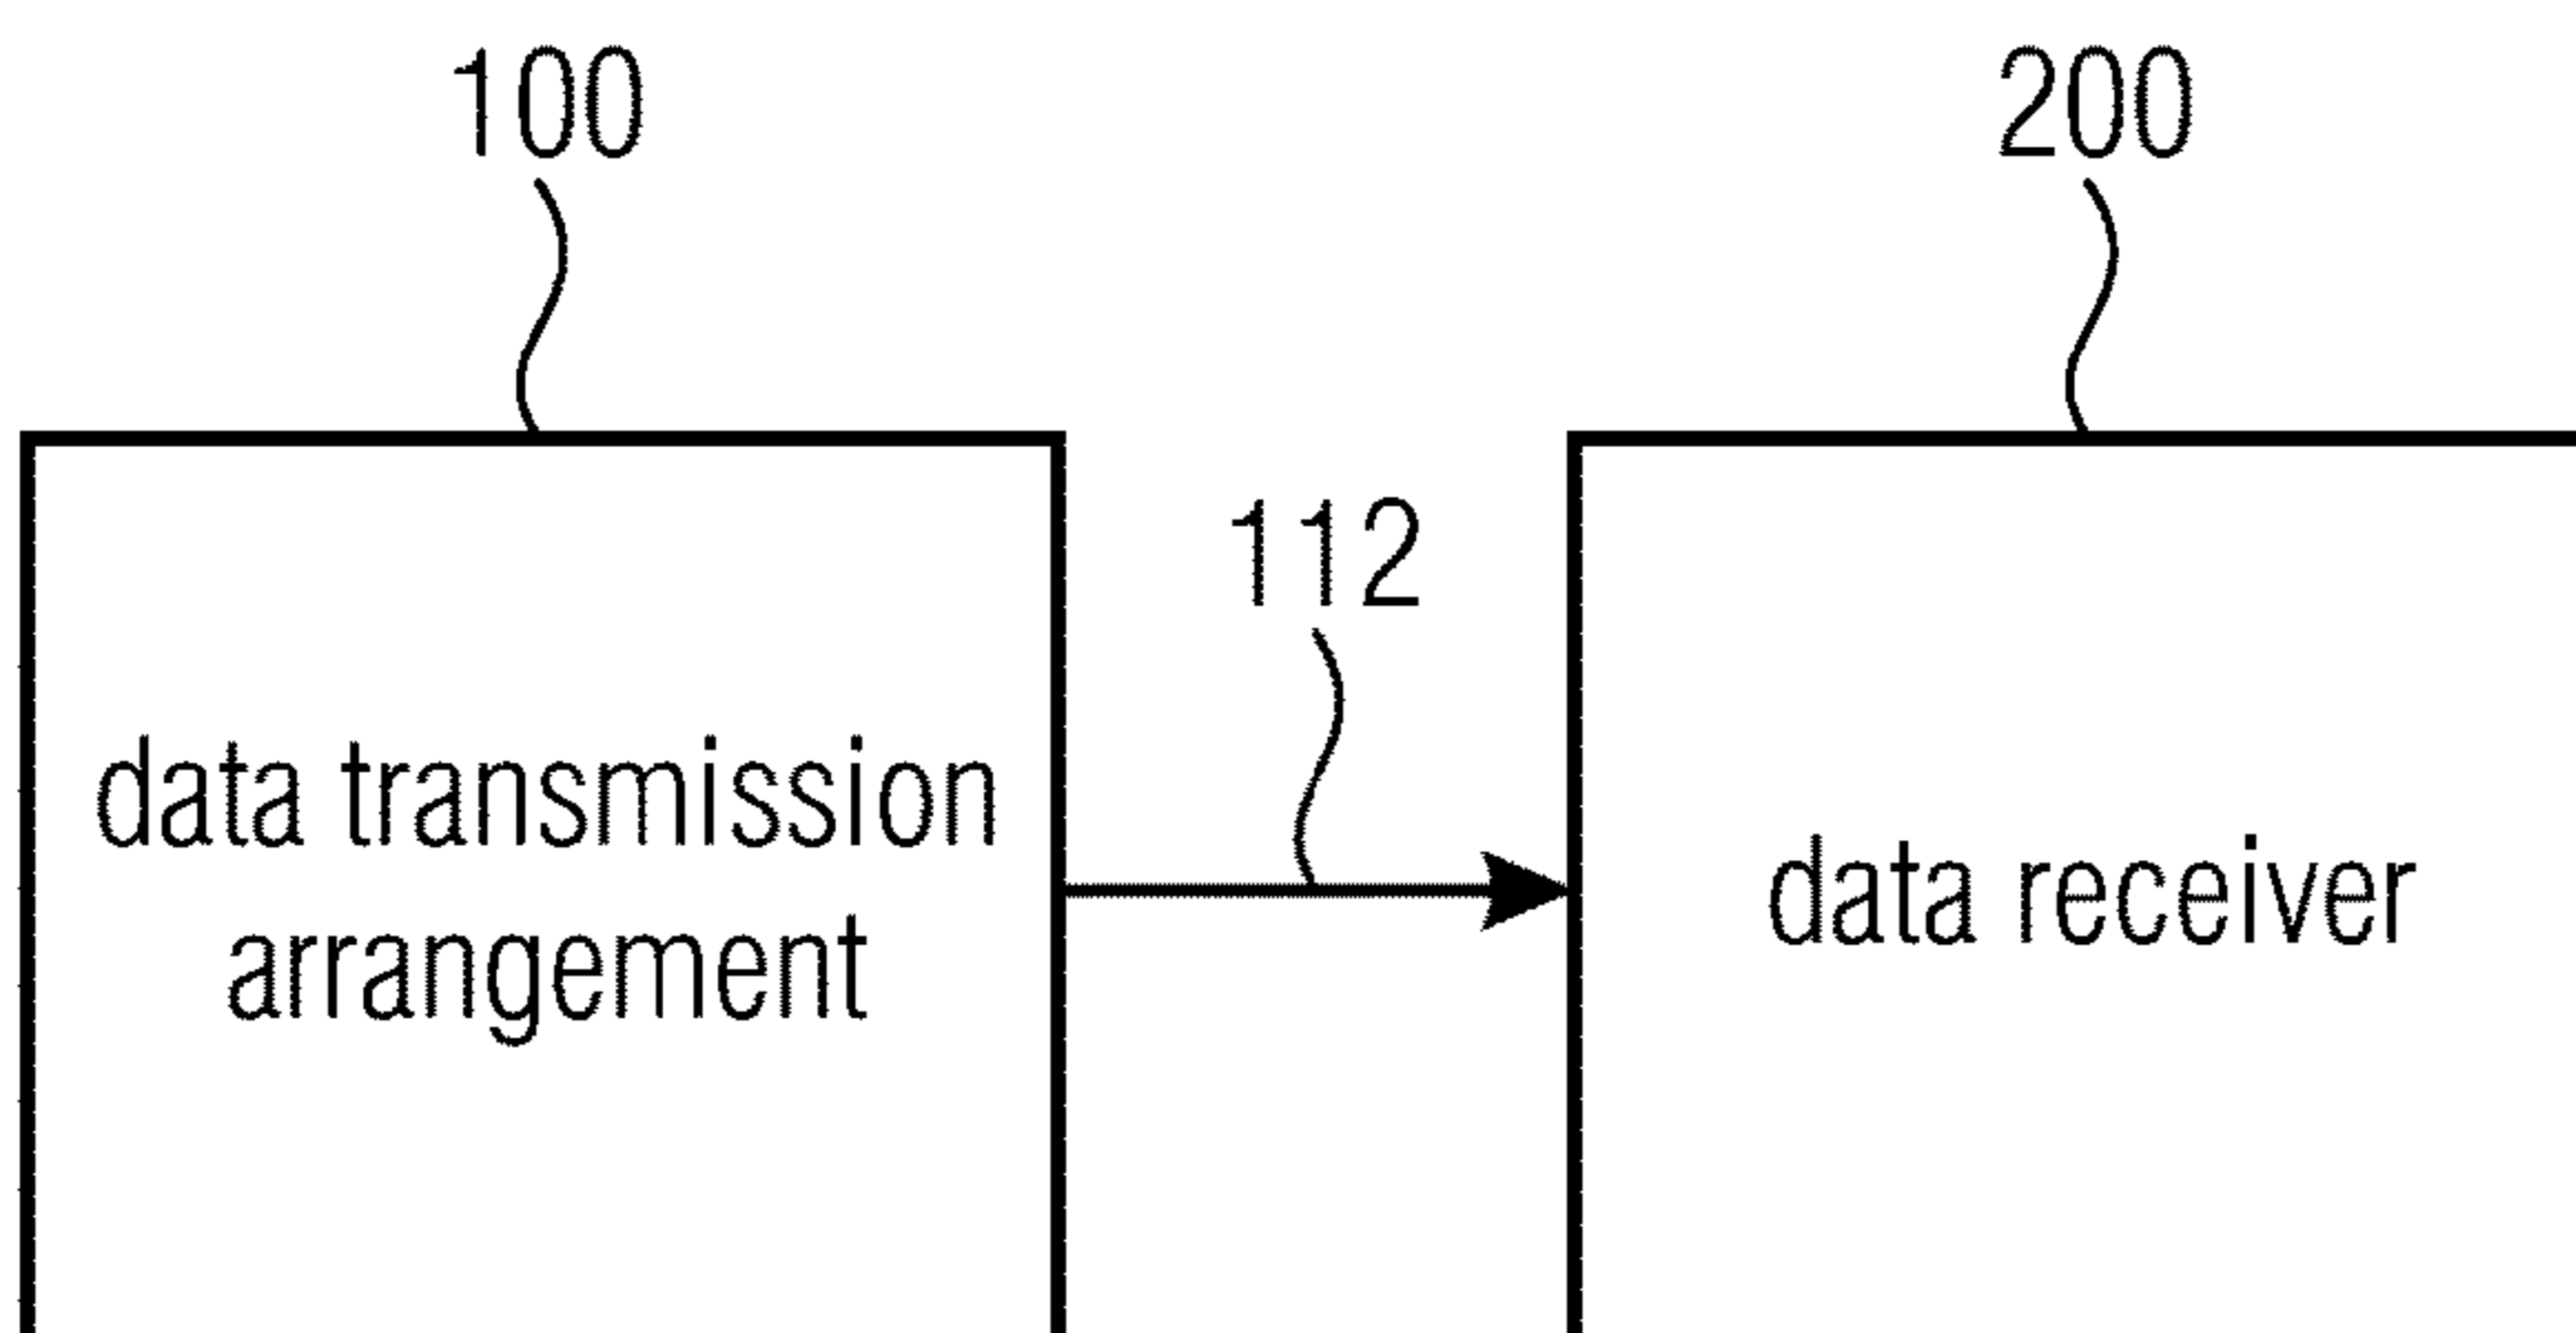 100
200
112
data transmission
arrangement
data receiver